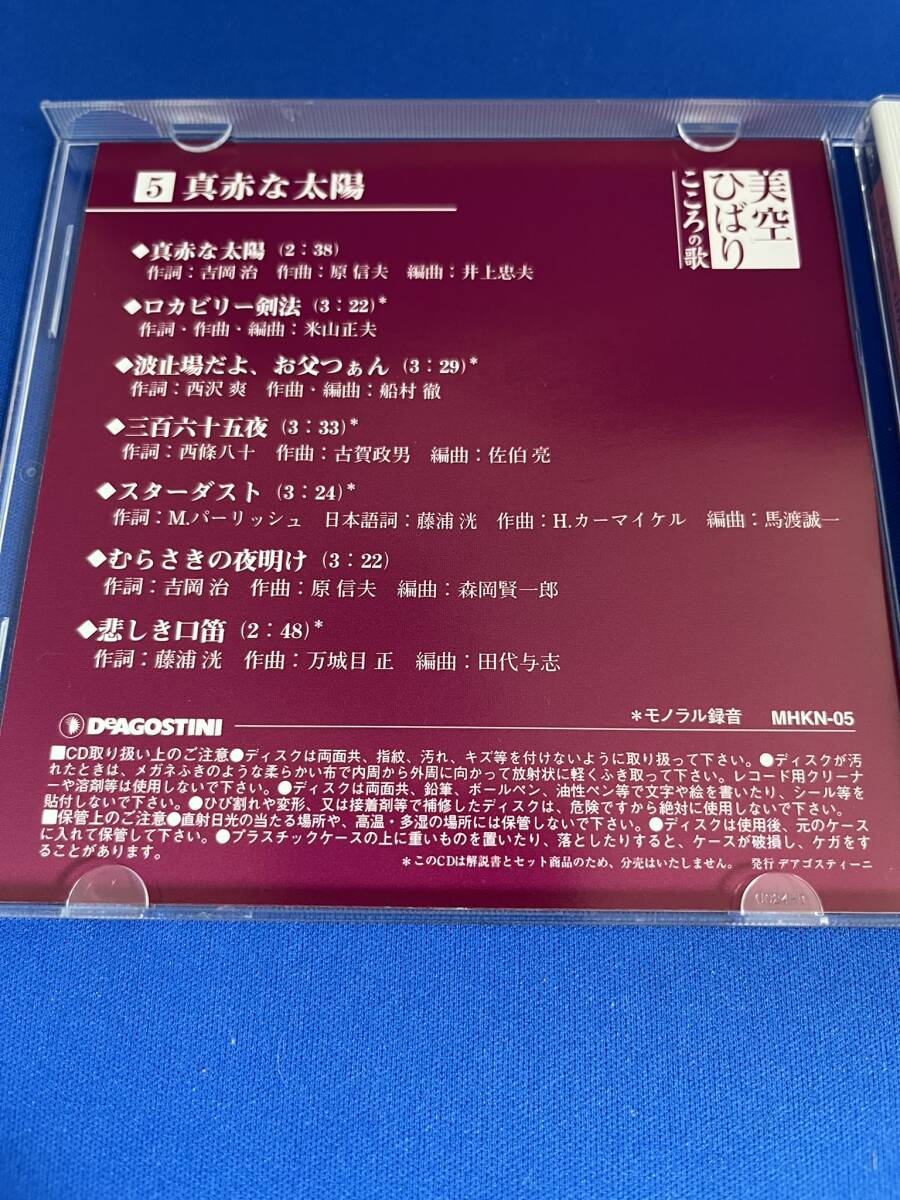 5 真赤な太陽
美空
ひばり
こころの歌
◆真赤な太陽 (2:38)
作詞:吉岡 治 作曲:原 信夫 編曲:井上忠夫
◆ロカビリー剣法 (3:22)*
作詞・作曲・編曲:米山正夫
◆波止場だよ、お父つぁん (3:29)*
作詞:西沢 爽 作曲・編曲:船村 徹
◆三百六十五夜 (3:33)*
作詞:西條八十 作曲:古賀政男 編曲:佐伯 亮
◆スターダスト (3:24)*
作詞:M.パーリッシュ 日本語詞:藤浦 洸 作曲:H.カーマイケル 編曲:馬渡誠一
◆むらさきの夜明け (3:22)
作詞:吉岡 治 作曲:原 信夫 編曲:森岡賢一郎
◆悲しき口笛 (2:48)*
作詞:藤浦 洸 作曲:万城目 正 編曲:田代与志
DeAGOSTINI
*モノラル録音 MHKN-05
■CD取り扱い上のご注意●ディスクは両面共、指紋、汚れ、キズ等を付けないように取り扱って下さい。●ディスクが汚
れたときは、メガネふきのような柔らかい布で内周から外周に向かって放射状に軽くふき取って下さい。レコード用クリーナ
ーや溶剤等は使用しないで下さい。●ディスクは両面共、鉛筆、ボールペン、油性ペン等で文字や絵を書いたり、シール等を
貼付しないで下さい。●ひび割れや変形、又は接着剤等で補修したディスクは、危険ですから絶対に使用しないで下さい。
■保管上のご注意●直射日光の当たる場所や、高温・多湿の場所には保管しないで下さい。●ディスクは使用後、元のケース
に入れて保管して下さい。●プラスチックケースの上に重いものを置いたり、落としたりすると、ケースが破損し、ケガをす
ることがあります。
*このCDは解説書とセット商品のため、分売はいたしません。 発行 デアゴスティーニ